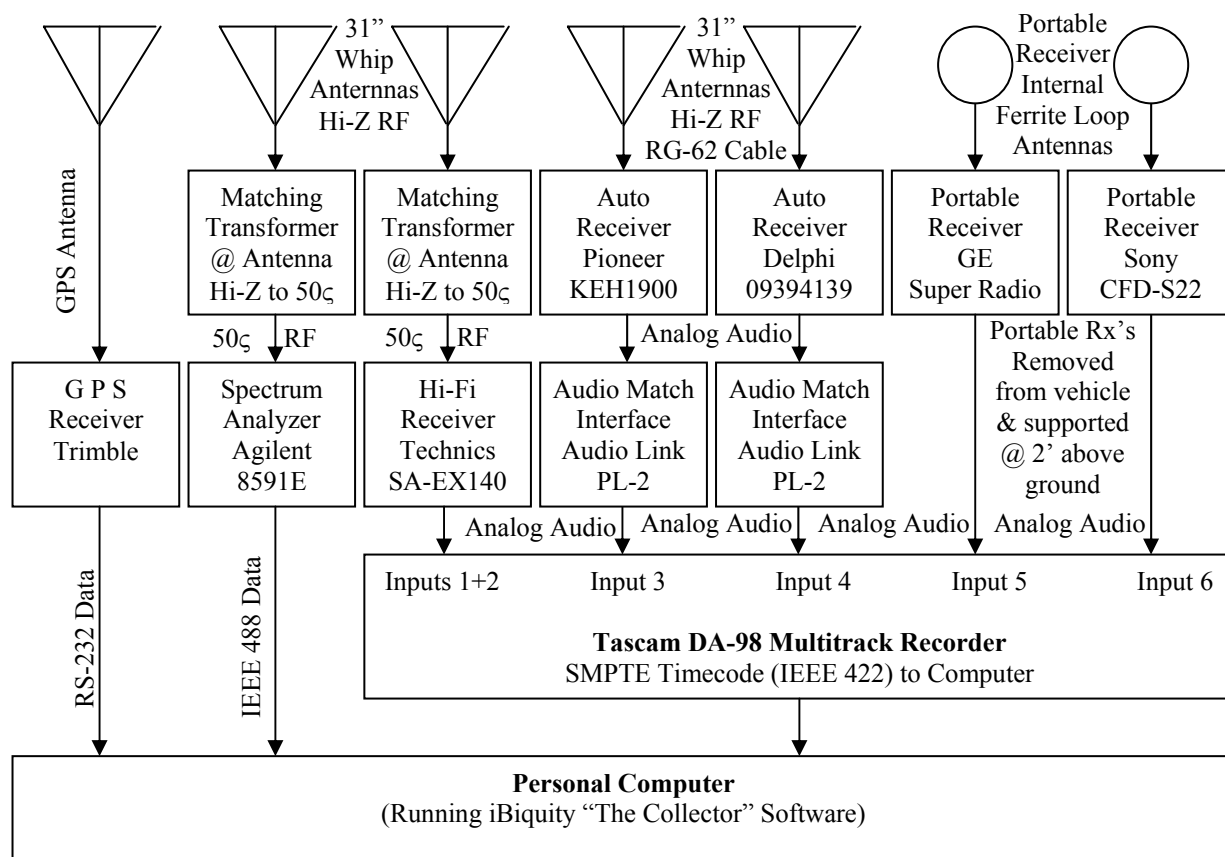 31”
Whip
Anternnas
Hi-Z RF
31”
Whip
Anternnas
Hi-Z RF
RG-62 Cable
Portable
Receiver
Internal
Ferrite Loop
Antennas
GPS Antenna
Matching
Transformer
@ Antenna
Hi-Z to 50ς
Matching
Transformer
@ Antenna
Hi-Z to 50ς
Auto
Receiver
Pioneer
KEH1900
Auto
Receiver
Delphi
09394139
Portable
Receiver
GE
Super Radio
Portable
Receiver
Sony
CFD-S22
50ς RF
50ς RF
Analog Audio
Portable Rx’s
Removed
from vehicle
& supported
@ 2’ above
ground
G P S
Receiver
Trimble
Spectrum
Analyzer
Agilent
8591E
Hi-Fi
Receiver
Technics
SA-EX140
Audio Match
Interface
Audio Link
PL-2
Audio Match
Interface
Audio Link
PL-2
Analog Audio
Analog Audio
Analog Audio
Analog Audio
RS-232 Data
IEEE 488 Data
Inputs 1+2
Input 3
Input 4
Input 5
Input 6
Tascam DA-98 Multitrack Recorder
SMPTE Timecode (IEEE 422) to Computer
Personal Computer
(Running iBiquity “The Collector” Software)